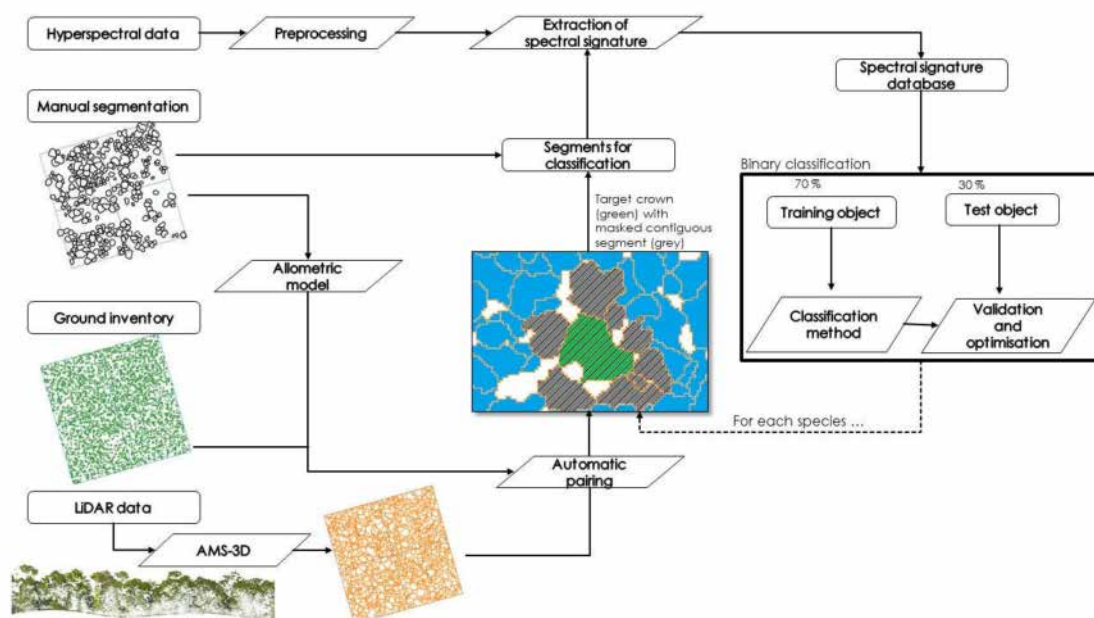 Hyperspectral data
Preprocessing
Extraction of
spectral signature
Spectral signature
database
Manual segmentation
Segments for
classification
Binary classification
70 %
Training object
30 %
Test object
Target crown
(green) with
masked contiguous
segment (grey)
Allometric
model
Classification
method
Validation
and
optimisation
Ground inventory
For each species ...
Automatic
pairing
LiDAR data
AMS-3D